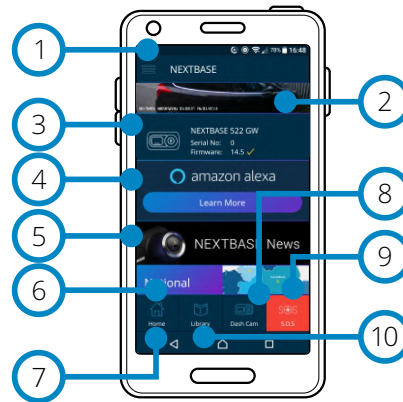 1
78% 16:48
NEXTBASE
2
3
NEXTBASE 522 GW
Serial No: 0
Firmware: 14.5 ✓
4
amazon alexa
Learn More
8
5
NEXTBASE News
9
National
6
Home
Library
Dash Cam
SOS
S.O.S
7
10